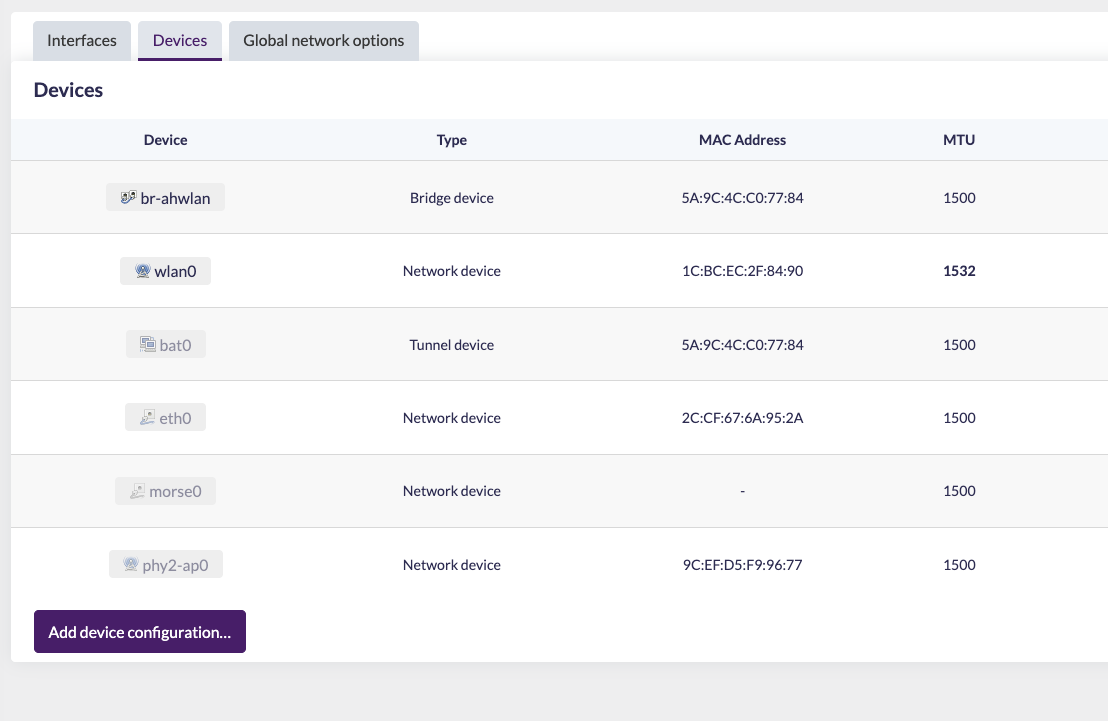 Interfaces Devices Global network options
Devices
Device Type MAC Address MTU
br-ahwlan Bridge device 5A:9C:4C:C0:77:84 1500
wlan0 Network device 1C:BC:EC:2F:84:90 1532
bat0 Tunnel device 5A:9C:4C:C0:77:84 1500
eth0 Network device 2C:CF:67:6A:95:2A 1500
morse0 Network device - 1500
phy2-ap0 Network device 9C:EF:D5:F9:96:77 1500
Add device configuration...